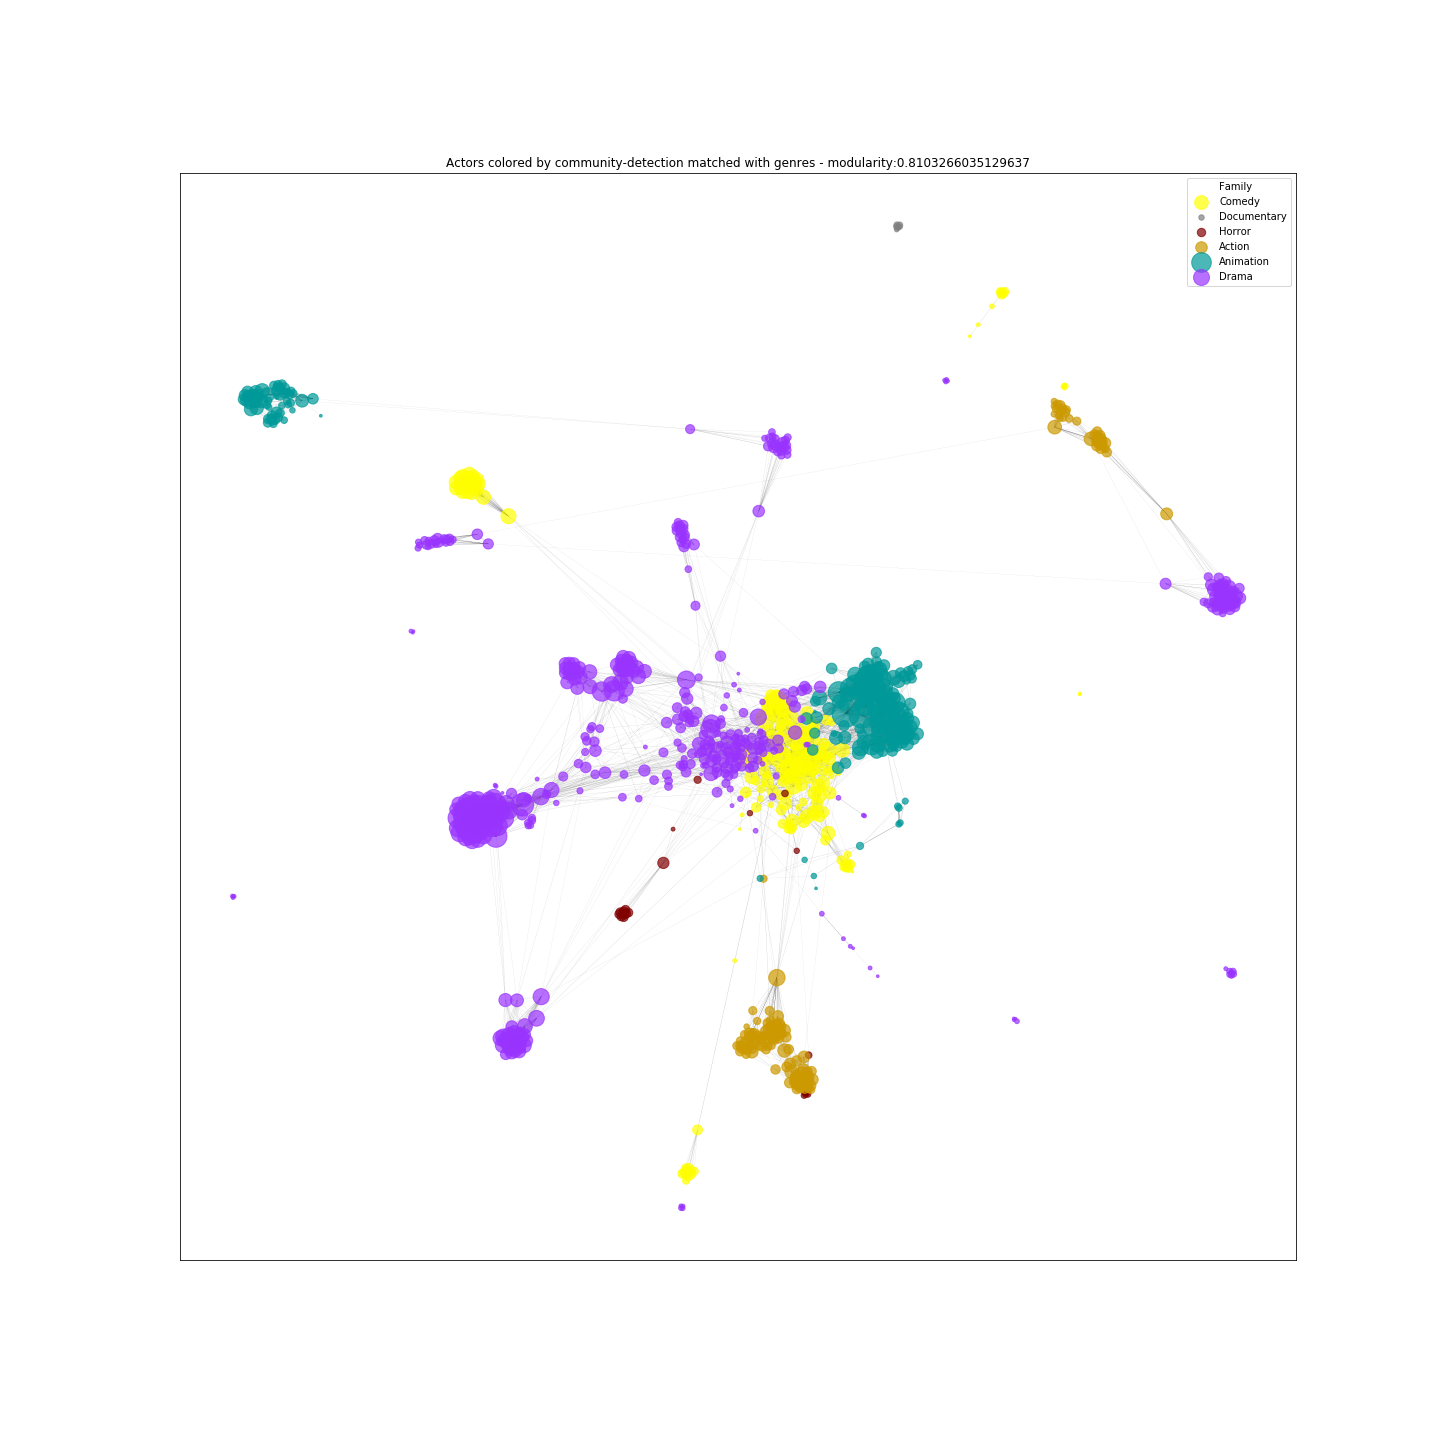 Actors colored by community-detection matched with genres - modularity:0.8103266035129637
Family
Comedy
Documentary
Horror
Action
Animation
Drama